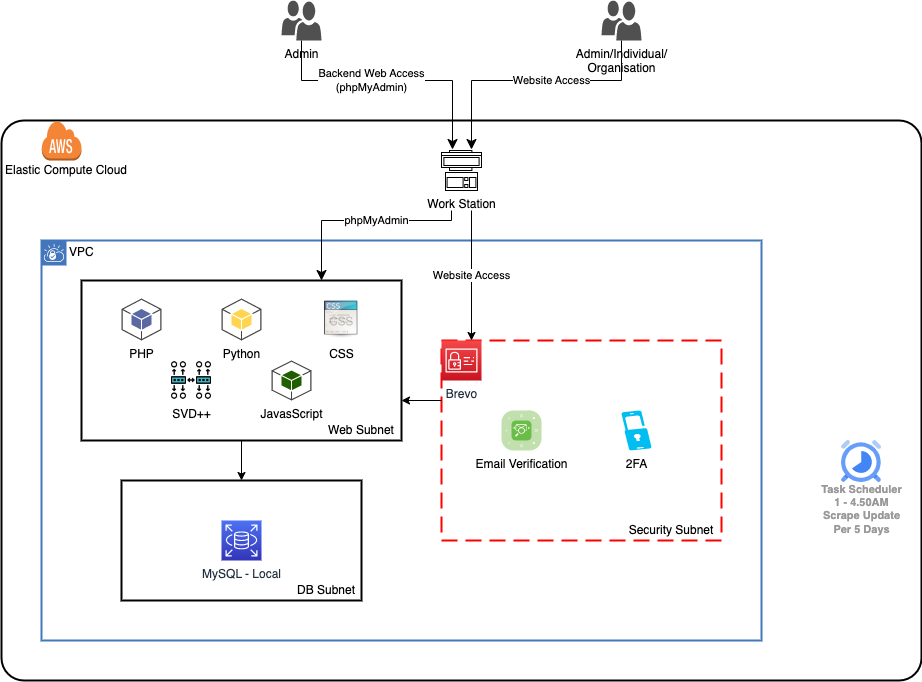 Admin
Admin/Individual/
Organisation
Backend Web Access
(phpMyAdmin)
Website Access
AWS
Elastic Compute Cloud
Work Station
phpMyAdmin
VPC
Website Access
CSS
CSS
PHP
Python
CSS
SVD++
JavasScript
Web Subnet
Brevo
Email Verification
2FA
Security Subnet
Task Scheduler
1 - 4.50AM
Scrape Update
Per 5 Days
MySQL - Local
DB Subnet